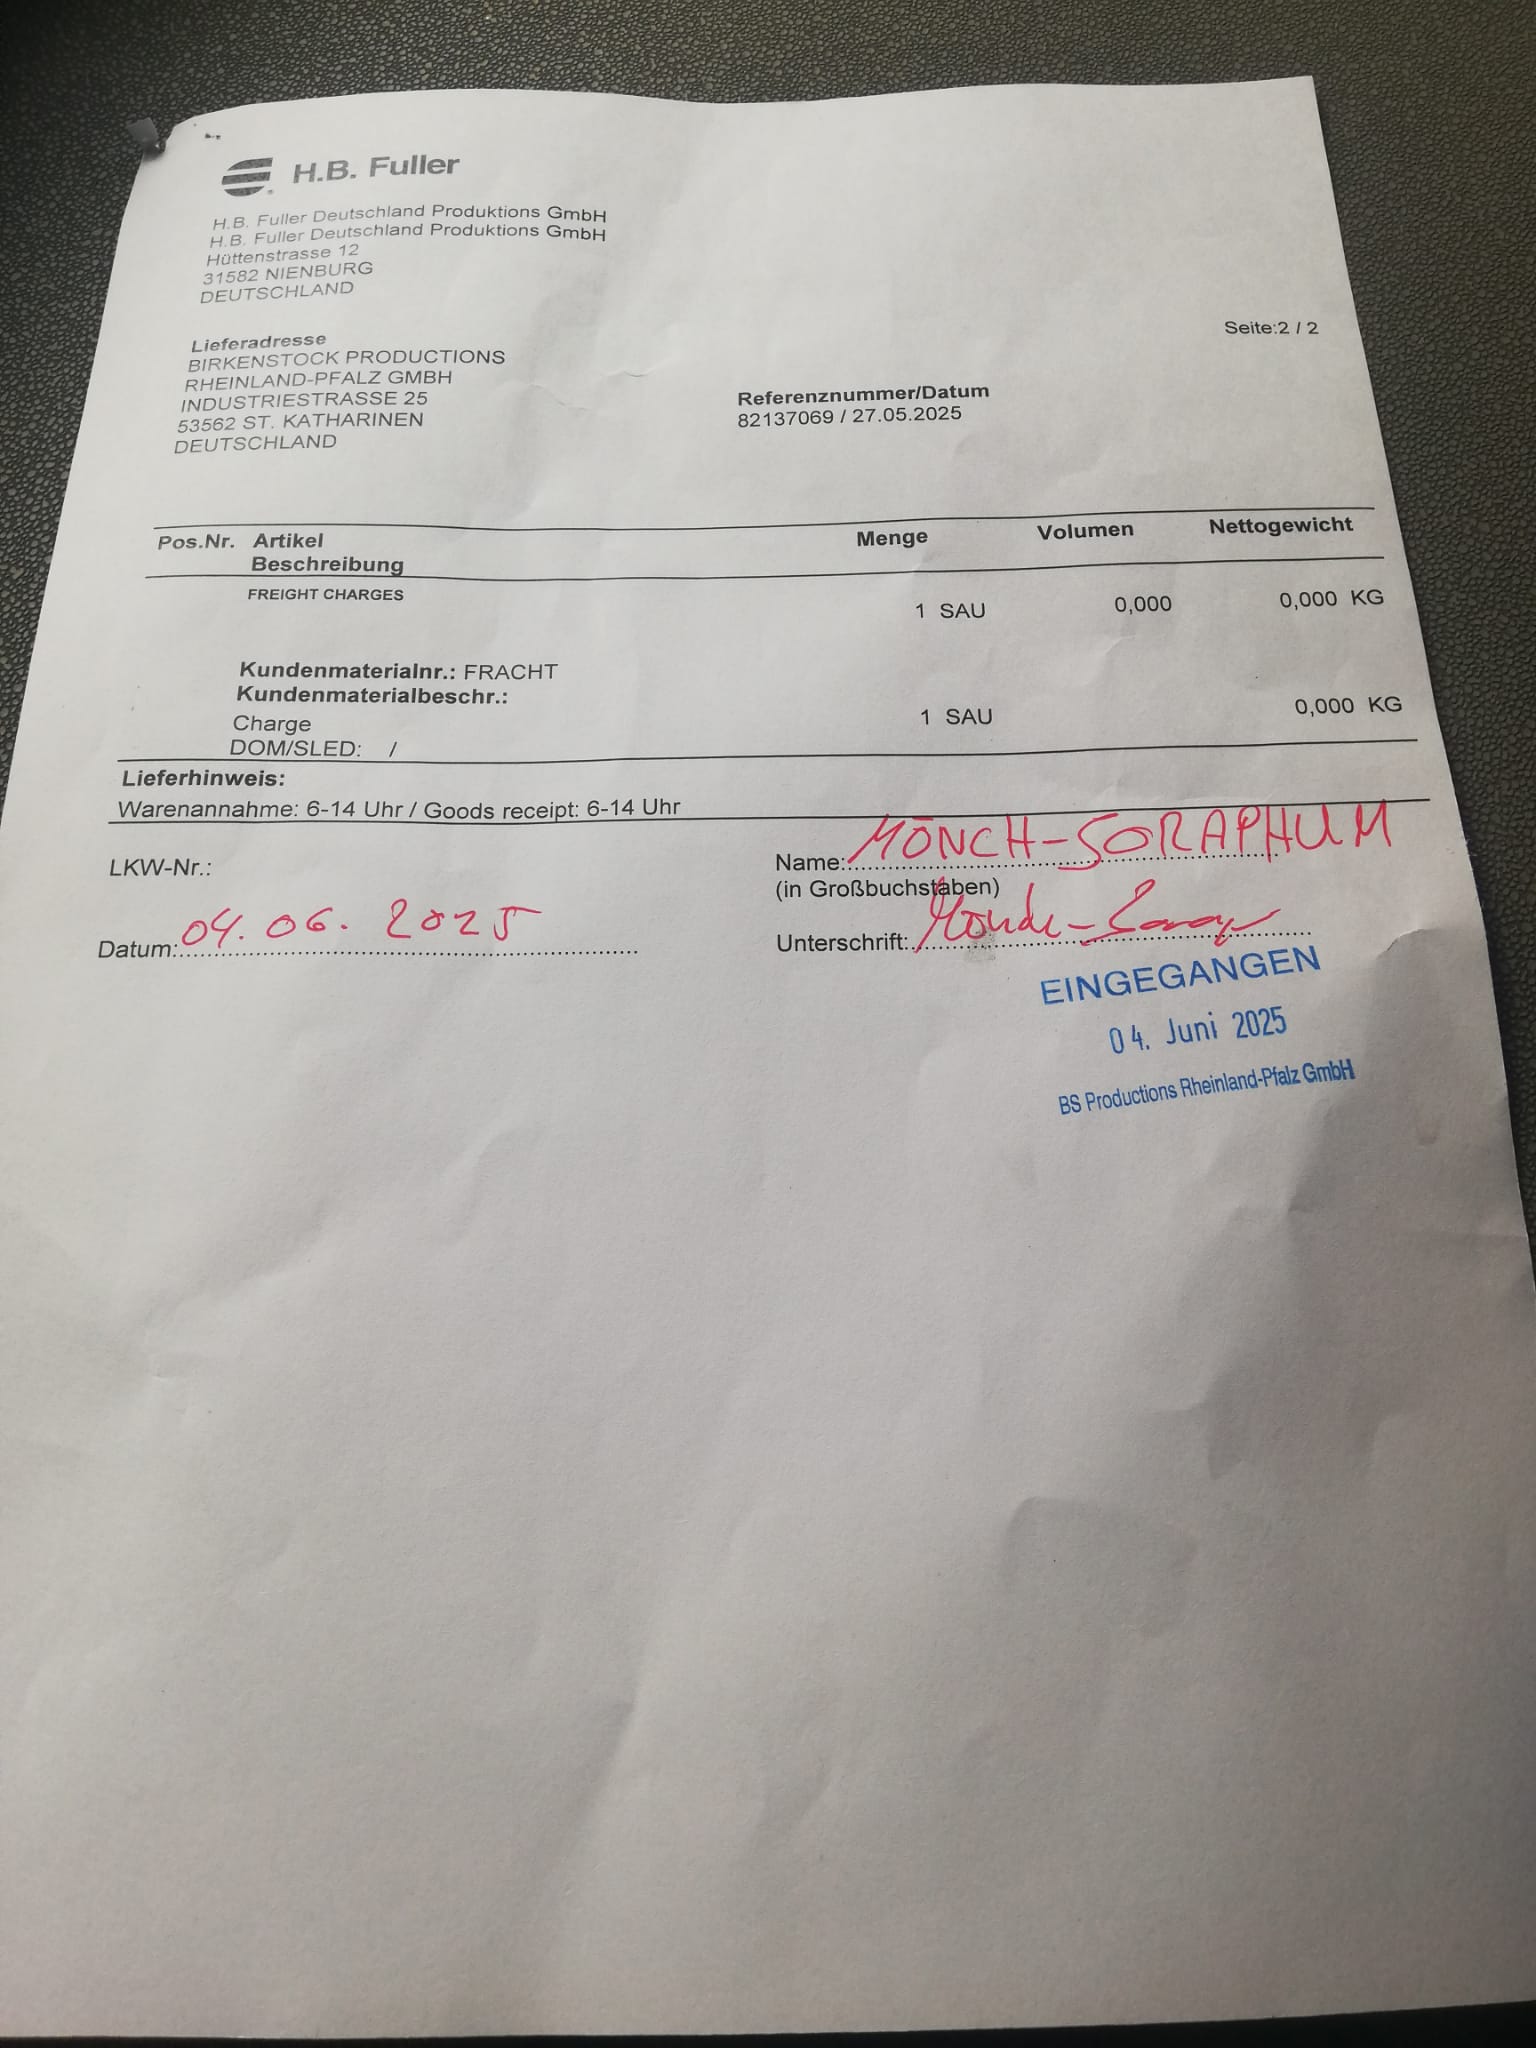 H.B. Fuller
H.B. Fuller Deutschland Produktions GmbH
H.B. Fuller Deutschland Produktions GmbH
Hüttenstrasse 12
31582 NIENBURG
DEUTSCHLAND
Seite:2 / 2
Lieferadresse
BIRKENSTOCK PRODUCTIONS
RHEINLAND-PFALZ GMBH
INDUSTRIESTRASSE 25
53562 ST. KATHARINEN
DEUTSCHLAND
Referenznummer/Datum
82137069 / 27.05.2025
Pos.Nr. Artikel Menge Volumen Nettogewicht
Beschreibung
FREIGHT CHARGES 1 SAU 0,000 0,000 KG
Kundenmaterialnr.: FRACHT
Kundenmaterialbeschr.:
Charge 1 SAU 0,000 KG
DOM/SLED: /
Lieferhinweis:
Warenannahme: 6-14 Uhr / Goods receipt: 6-14 Uhr
LKW-Nr.:
Name: MÖNCH-SORAPHUM
(in Großbuchstaben)
Datum: 04.06.2025
Unterschrift:
EINGEGANGEN
04. Juni 2025
BS Productions Rheinland-Pfalz GmbH